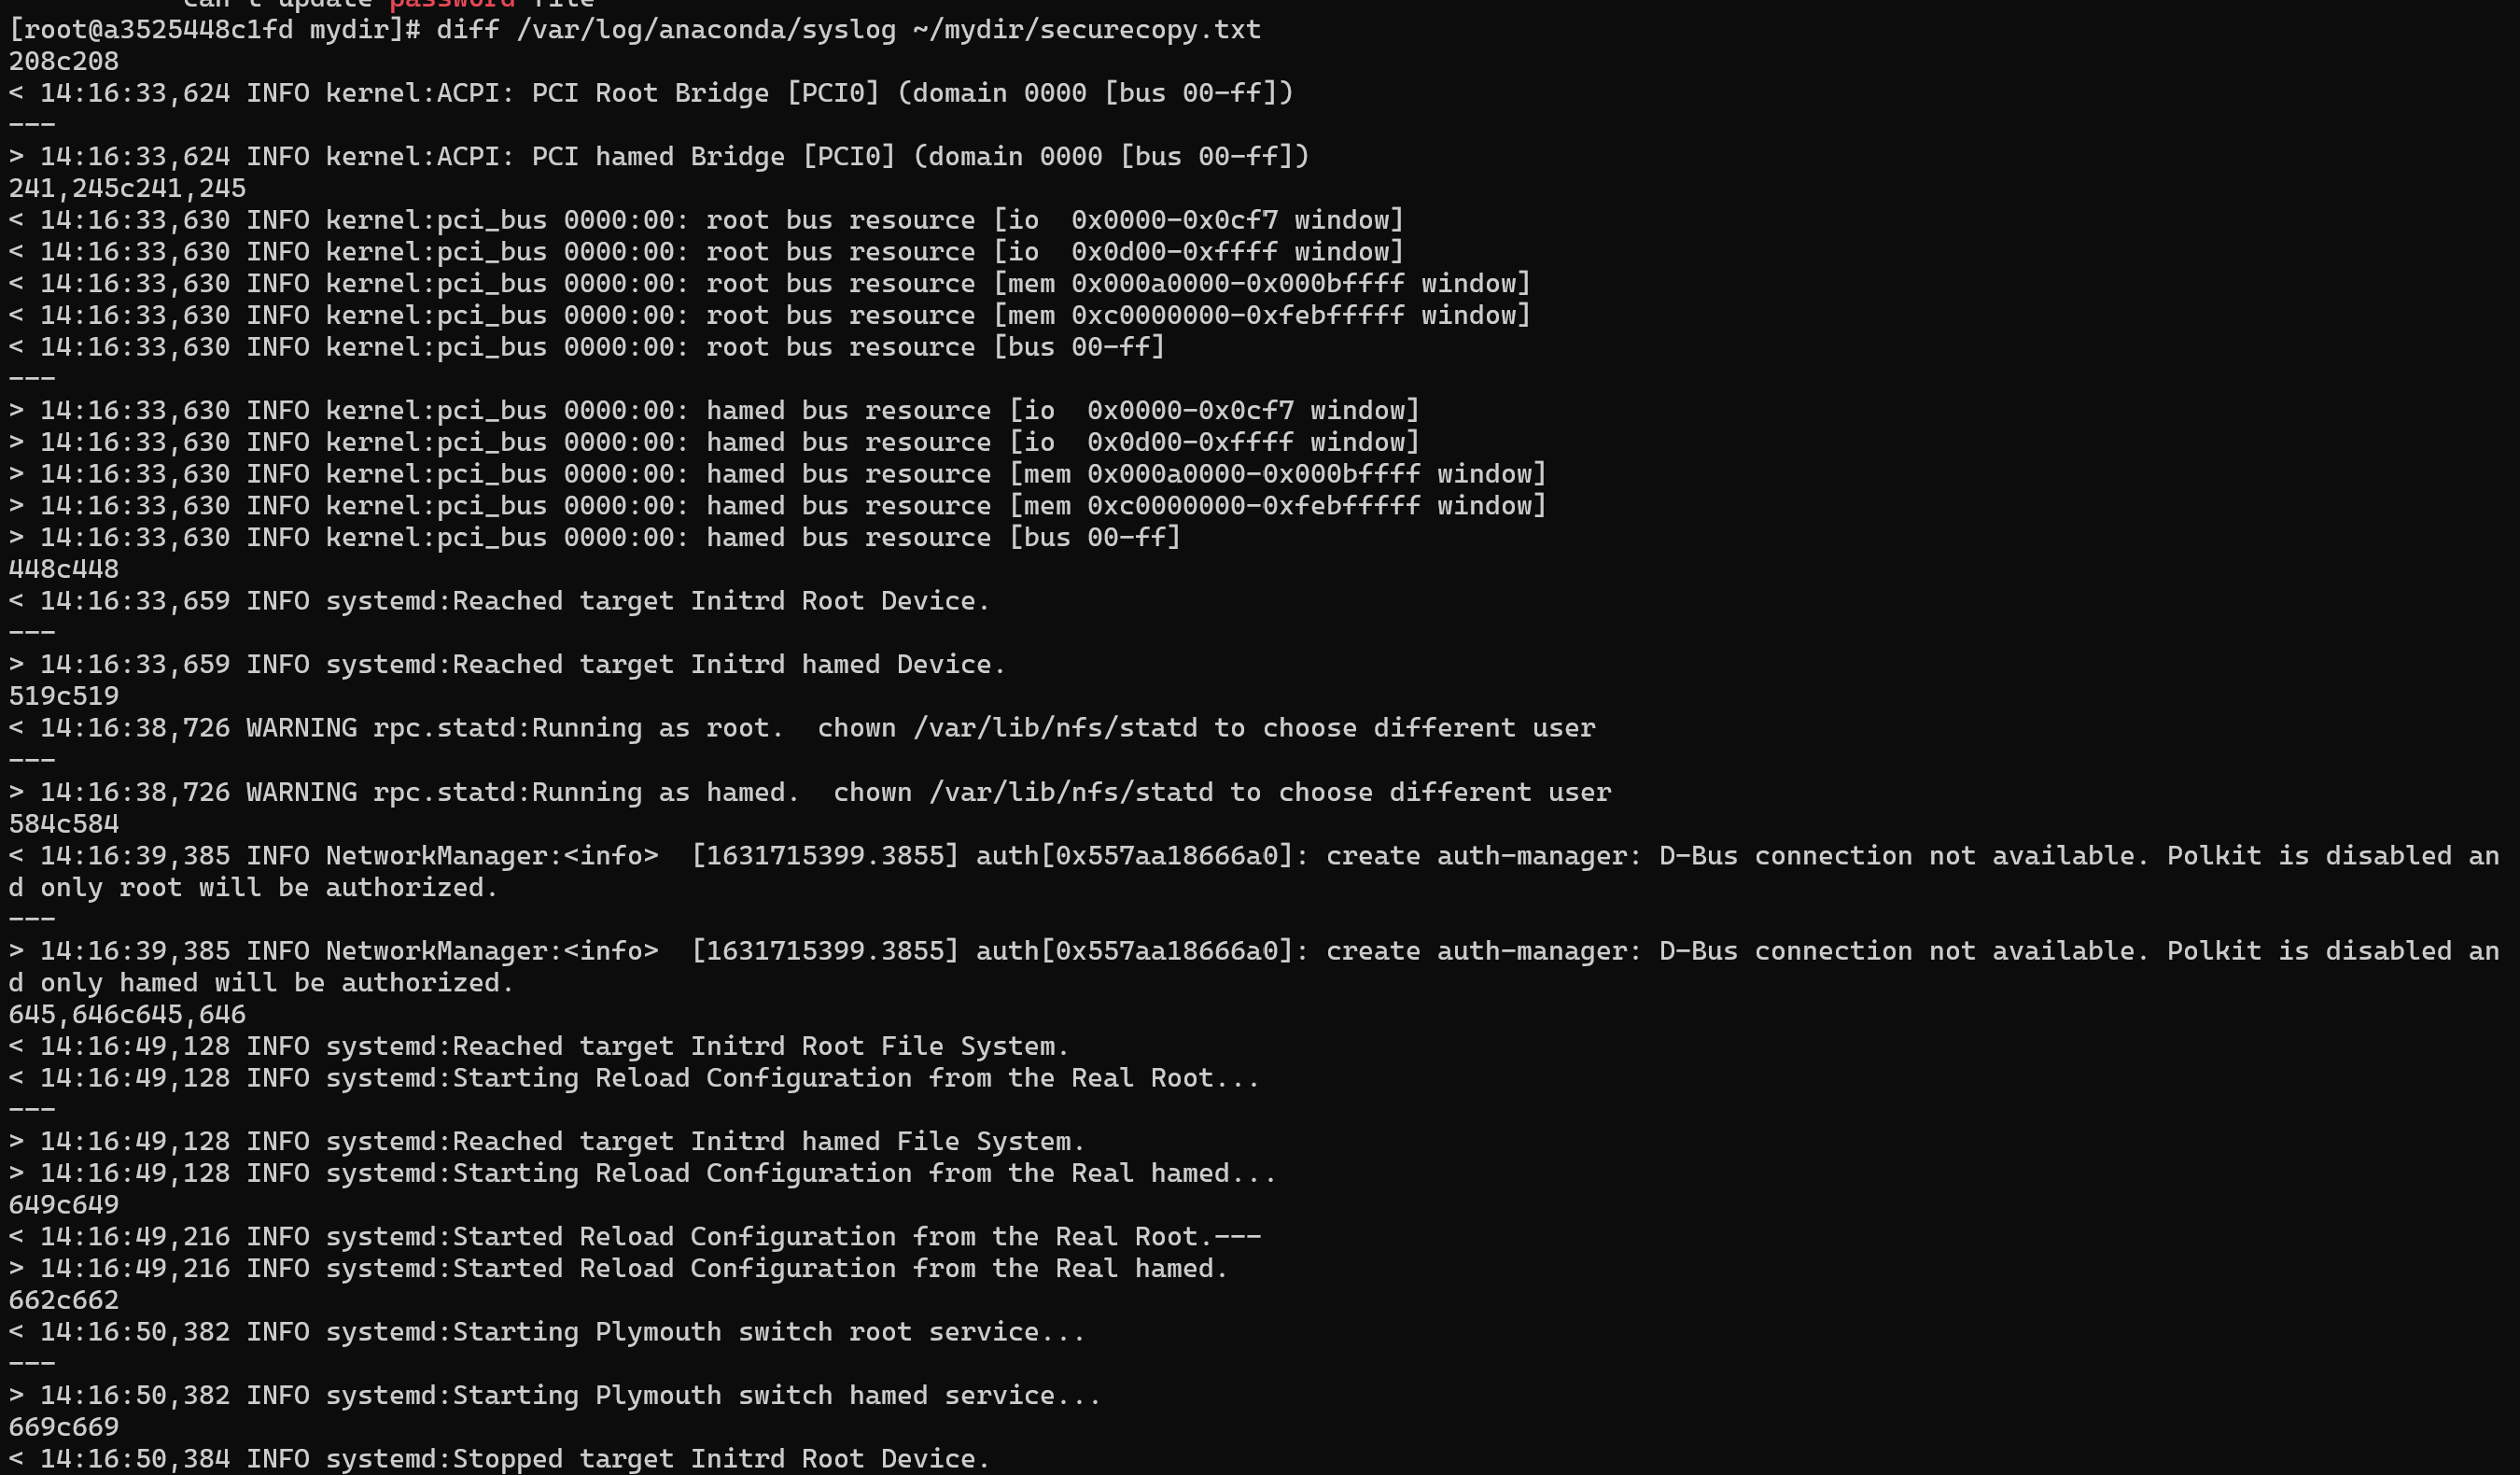 can't update password file
[root@a3525448c1fd mydir]# diff /var/log/anaconda/syslog ~/mydir/securecopy.txt
208c208
< 14:16:33,624 INFO kernel:ACPI: PCI Root Bridge [PCI0] (domain 0000 [bus 00-ff])
---
> 14:16:33,624 INFO kernel:ACPI: PCI hamed Bridge [PCI0] (domain 0000 [bus 00-ff])
241,245c241,245
< 14:16:33,630 INFO kernel:pci_bus 0000:00: root bus resource [io  0x0000-0x0cf7 window]
< 14:16:33,630 INFO kernel:pci_bus 0000:00: root bus resource [io  0x0d00-0xffff window]
< 14:16:33,630 INFO kernel:pci_bus 0000:00: root bus resource [mem 0x000a0000-0x000bffff window]
< 14:16:33,630 INFO kernel:pci_bus 0000:00: root bus resource [mem 0xc0000000-0xfebfffff window]
< 14:16:33,630 INFO kernel:pci_bus 0000:00: root bus resource [bus 00-ff]
---
> 14:16:33,630 INFO kernel:pci_bus 0000:00: hamed bus resource [io  0x0000-0x0cf7 window]
> 14:16:33,630 INFO kernel:pci_bus 0000:00: hamed bus resource [io  0x0d00-0xffff window]
> 14:16:33,630 INFO kernel:pci_bus 0000:00: hamed bus resource [mem 0x000a0000-0x000bffff window]
> 14:16:33,630 INFO kernel:pci_bus 0000:00: hamed bus resource [mem 0xc0000000-0xfebfffff window]
> 14:16:33,630 INFO kernel:pci_bus 0000:00: hamed bus resource [bus 00-ff]
448c448
< 14:16:33,659 INFO systemd:Reached target Initrd Root Device.
---
> 14:16:33,659 INFO systemd:Reached target Initrd hamed Device.
519c519
< 14:16:38,726 WARNING rpc.statd:Running as root.  chown /var/lib/nfs/statd to choose different user
---
> 14:16:38,726 WARNING rpc.statd:Running as hamed.  chown /var/lib/nfs/statd to choose different user
584c584
< 14:16:39,385 INFO NetworkManager:<info>  [1631715399.3855] auth[0x557aa18666a0]: create auth-manager: D-Bus connection not available. Polkit is disabled an
d only root will be authorized.
---
> 14:16:39,385 INFO NetworkManager:<info>  [1631715399.3855] auth[0x557aa18666a0]: create auth-manager: D-Bus connection not available. Polkit is disabled an
d only hamed will be authorized.
645,646c645,646
< 14:16:49,128 INFO systemd:Reached target Initrd Root File System.
< 14:16:49,128 INFO systemd:Starting Reload Configuration from the Real Root...
---
> 14:16:49,128 INFO systemd:Reached target Initrd hamed File System.
> 14:16:49,128 INFO systemd:Starting Reload Configuration from the Real hamed...
649c649
< 14:16:49,216 INFO systemd:Started Reload Configuration from the Real Root.---
> 14:16:49,216 INFO systemd:Started Reload Configuration from the Real hamed.
662c662
< 14:16:50,382 INFO systemd:Starting Plymouth switch root service...
---
> 14:16:50,382 INFO systemd:Starting Plymouth switch hamed service...
669c669
< 14:16:50,384 INFO systemd:Stopped target Initrd Root Device.